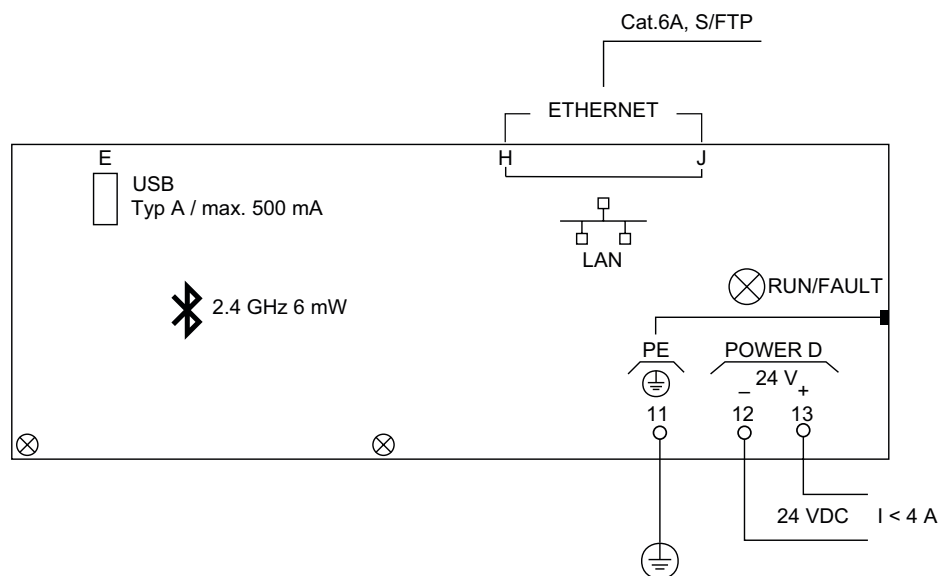 Cat.6A, S/FTP
ETHERNET
E
H
J
USB
Typ A / max. 500 mA
LAN
2.4 GHz 6 mW
RUN/FAULT
PE
POWER D
24 V
– +
11
12
13
24 VDC
I < 4 A